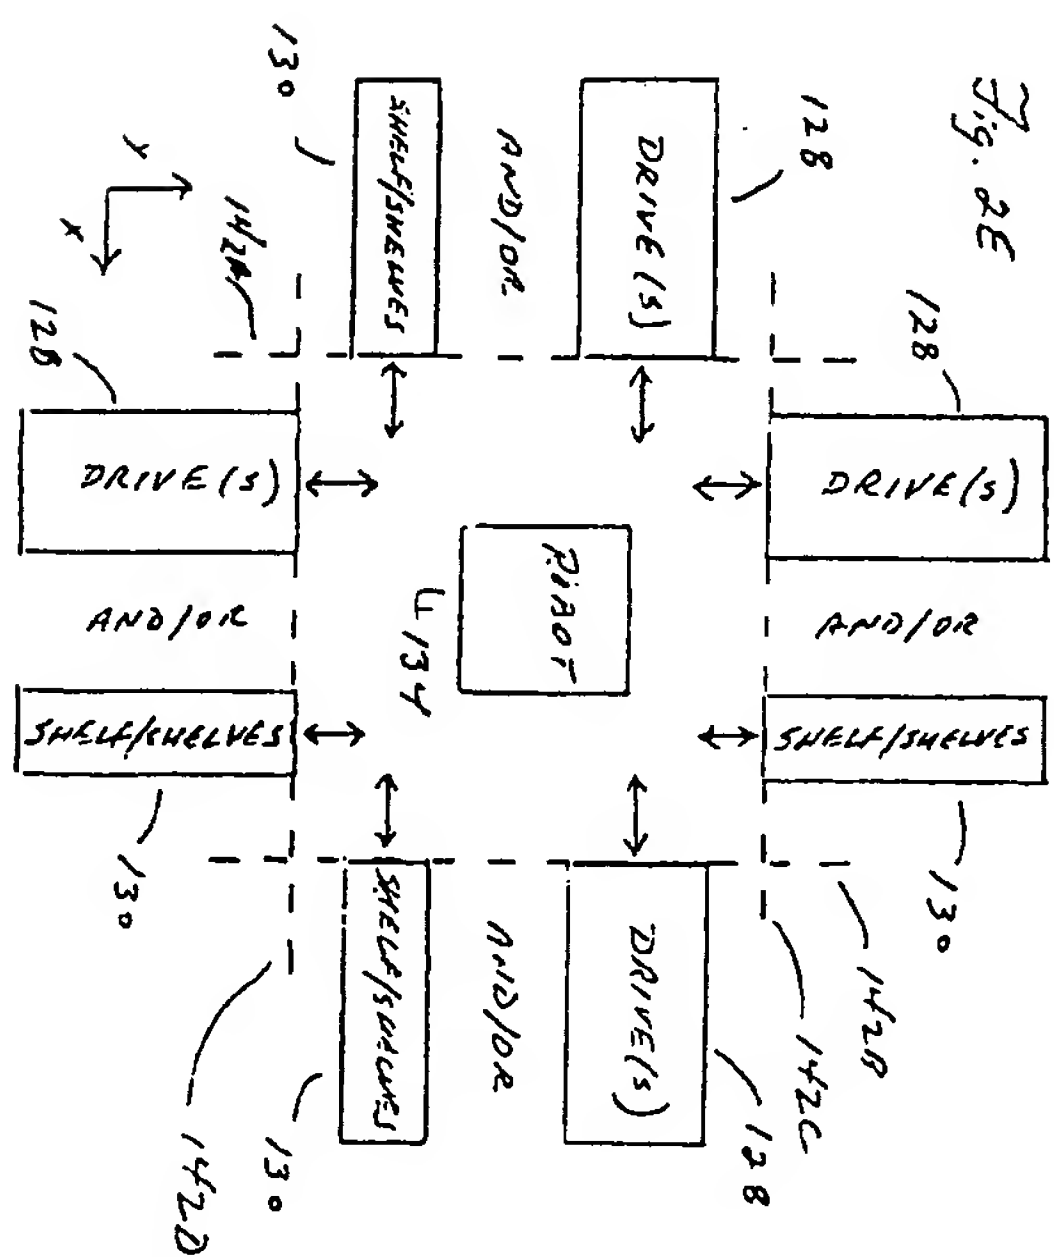 Fig. 2E
128
128
DRIVE(S)
AND/OR
SHELF/SHELVES
130
Y
X
142A
128
DRIVE(S)
AND/OR
SHELF/SHELVES
130
DRIVE(S)
AND/OR
SHELF/SHELVES
130
ROBOT
134
DRIVE(S)
AND/OR
SHELF/SHELVES
128
130
142B
142C
142D